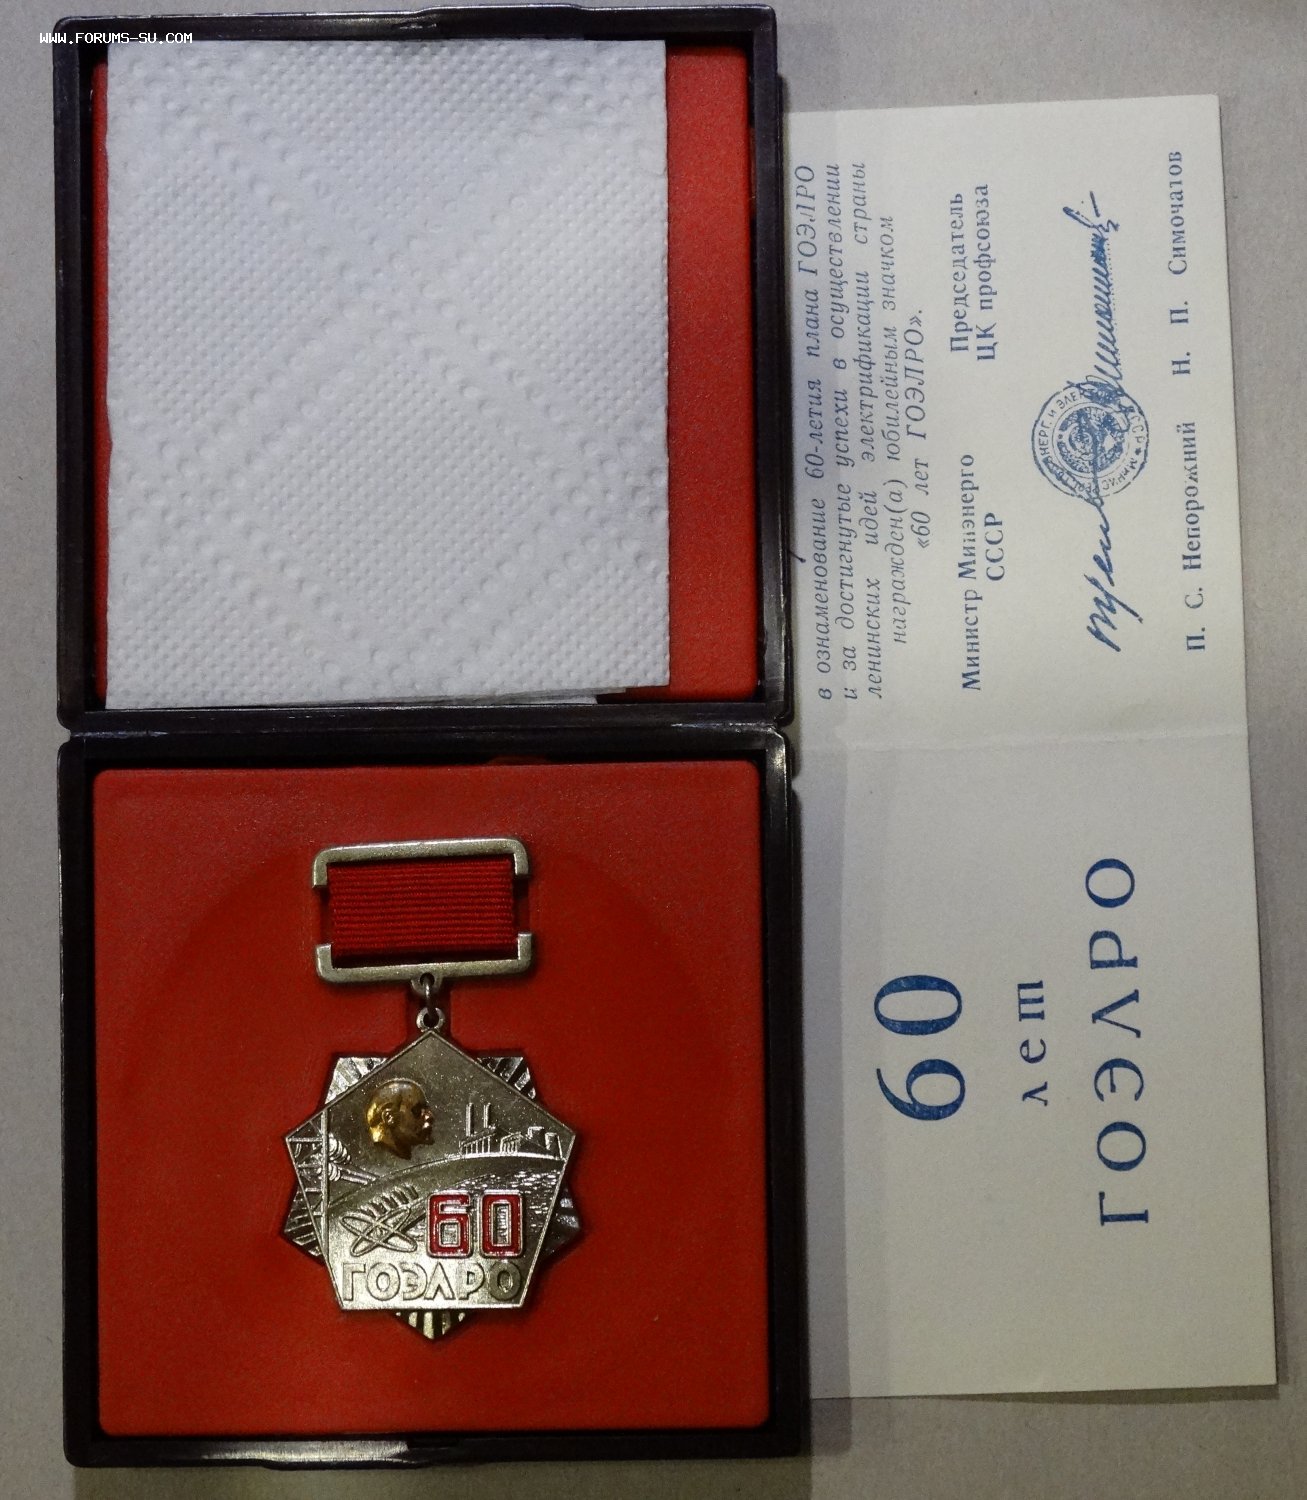 WWW.FORUMS-SU.COM
в ознаменование 60-летия плана ГОЭЛРО
и за достигнутые успехи в осуществлении
ленинских идей электрификации страны
награжден(а) юбилейным значком
«60 лет ГОЭЛРО».
Министр Минэнерго
СССР
Председатель
ЦК профсоюза
П. С. Непорожний Н. П. Симочатов
60
лет
ГОЭЛРО
60
ГОЭЛРО